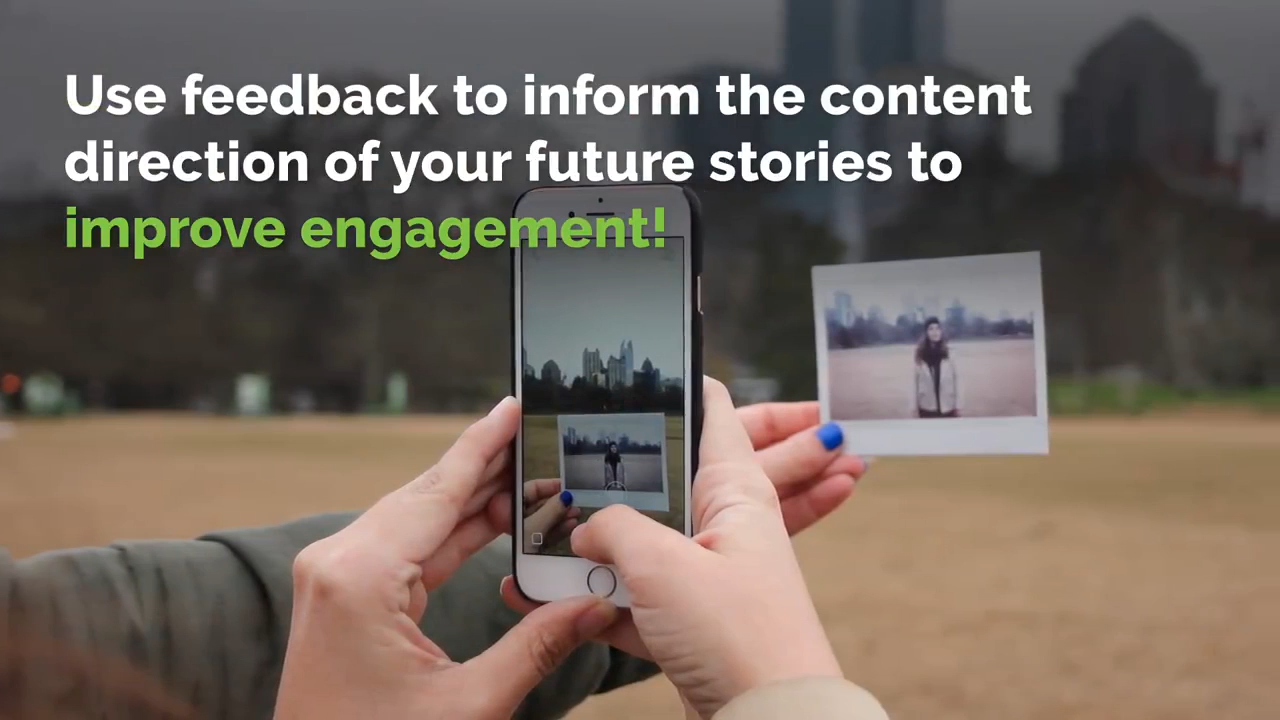 Use feedback to inform the content
direction of your future stories to
improve engagement!